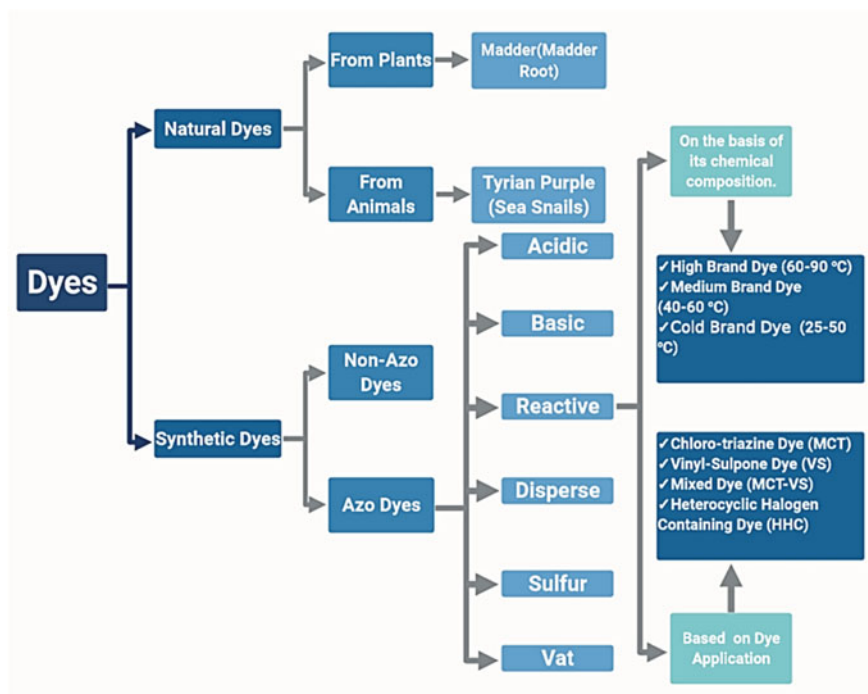 Dyes
Natural Dyes
From Plants
Madder(Madder
Root)
From
Animals
Tyrian Purple
(Sea Snails)
Synthetic Dyes
Non-Azo
Dyes
Azo Dyes
Acidic
Basic
Reactive
Disperse
Sulfur
Vat
On the basis of
its chemical
composition.
✓High Brand Dye (60-90 °C)
✓Medium Brand Dye
(40-60 °C)
✓Cold Brand Dye (25-50
°C)
✓Chloro-triazine Dye (MCT)
✓Vinyl-Sulpone Dye (VS)
✓Mixed Dye (MCT-VS)
✓Heterocyclic Halogen
Containing Dye (HHC)
Based on Dye
Application